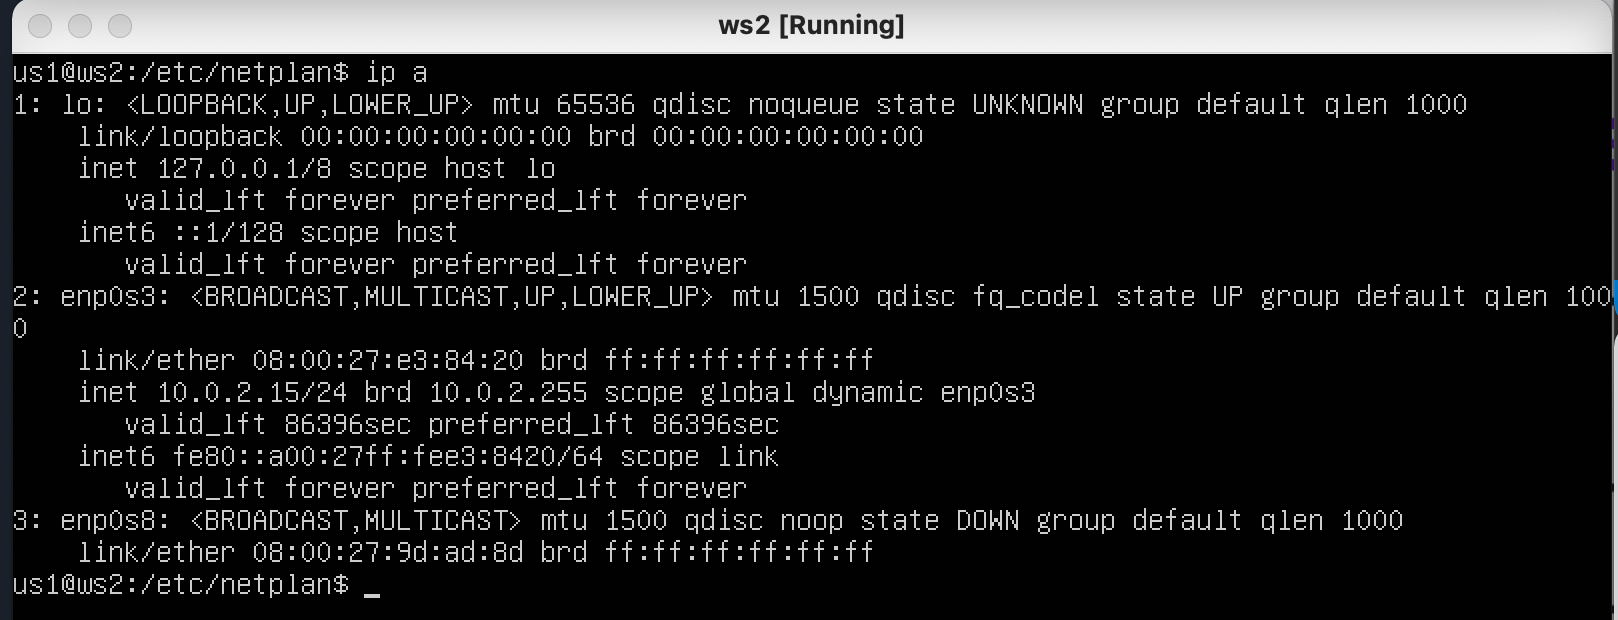 ws2 [Running]
us1@ws2:/etc/netplan$ ip a
1: lo: <LOOPBACK,UP,LOWER_UP> mtu 65536 qdisc noqueue state UNKNOWN group default qlen 1000
    link/loopback 00:00:00:00:00:00 brd 00:00:00:00:00:00
    inet 127.0.0.1/8 scope host lo
       valid_lft forever preferred_lft forever
    inet6 ::1/128 scope host
       valid_lft forever preferred_lft forever
2: enp0s3: <BROADCAST,MULTICAST,UP,LOWER_UP> mtu 1500 qdisc fq_codel state UP group default qlen 100
0
    link/ether 08:00:27:e3:84:20 brd ff:ff:ff:ff:ff:ff
    inet 10.0.2.15/24 brd 10.0.2.255 scope global dynamic enp0s3
       valid_lft 86396sec preferred_lft 86396sec
    inet6 fe80::a00:27ff:fee3:8420/64 scope link
       valid_lft forever preferred_lft forever
3: enp0s8: <BROADCAST,MULTICAST> mtu 1500 qdisc noop state DOWN group default qlen 1000
    link/ether 08:00:27:9d:ad:8d brd ff:ff:ff:ff:ff:ff
us1@ws2:/etc/netplan$ _